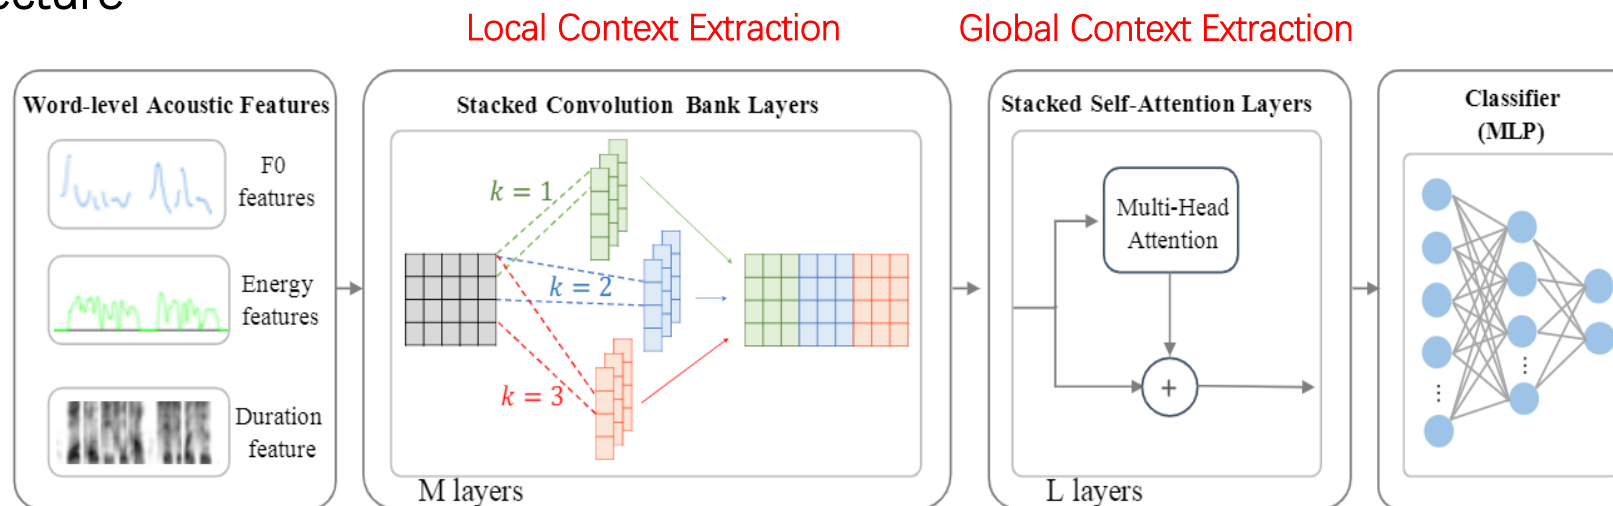 Local Context Extraction
Global Context Extraction
Word-level Acoustic Features
F0
features
Energy
features
Duration
feature
Stacked Convolution Bank Layers
k = 1
k = 2
k = 3
M layers
Stacked Self-Attention Layers
Multi-Head
Attention
+
L layers
Classifier
(MLP)